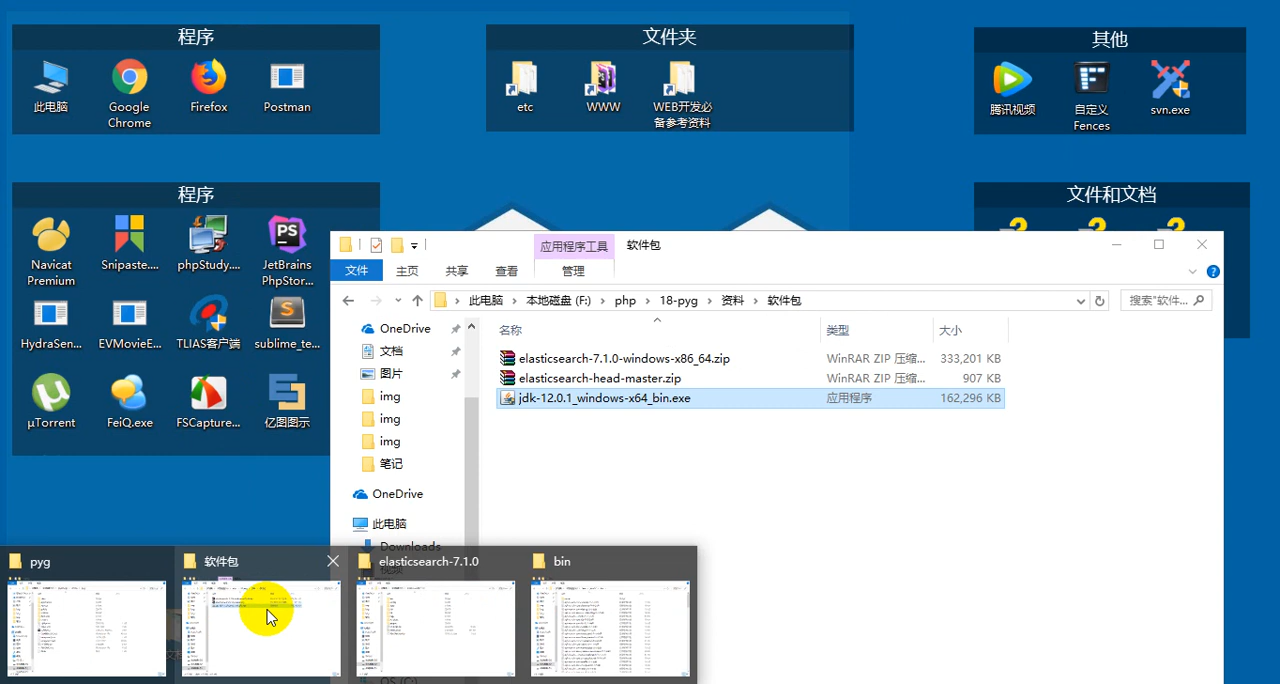 程序
文件夹
其他
此电脑
Google Chrome
Firefox
Postman
etc
WWW
WEB开发必备参考资料
腾讯视频
自定义 Fences
svn.exe
程序
文件和文档
Navicat Premium
Snipaste....
phpStudy....
JetBrains PhpStor...
HydraSen...
EVMovieE...
TLIAS客户端
sublime_te...
µTorrent
FeiQ.exe
FSCapture...
亿图图示
应用程序工具
软件包
文件
主页
共享
查看
管理
此电脑 › 本地磁盘 (F:) › php › 18-pyg › 资料 › 软件包
搜索"软件...
OneDrive
文档
图片
img
img
img
笔记
OneDrive
此电脑
Downloads
名称 类型 大小
elasticsearch-7.1.0-windows-x86_64.zip WinRAR ZIP 压缩... 333,201 KB
elasticsearch-head-master.zip WinRAR ZIP 压缩... 907 KB
jdk-12.0.1_windows-x64_bin.exe 应用程序 162,296 KB
pyg
软件包
elasticsearch-7.1.0
bin